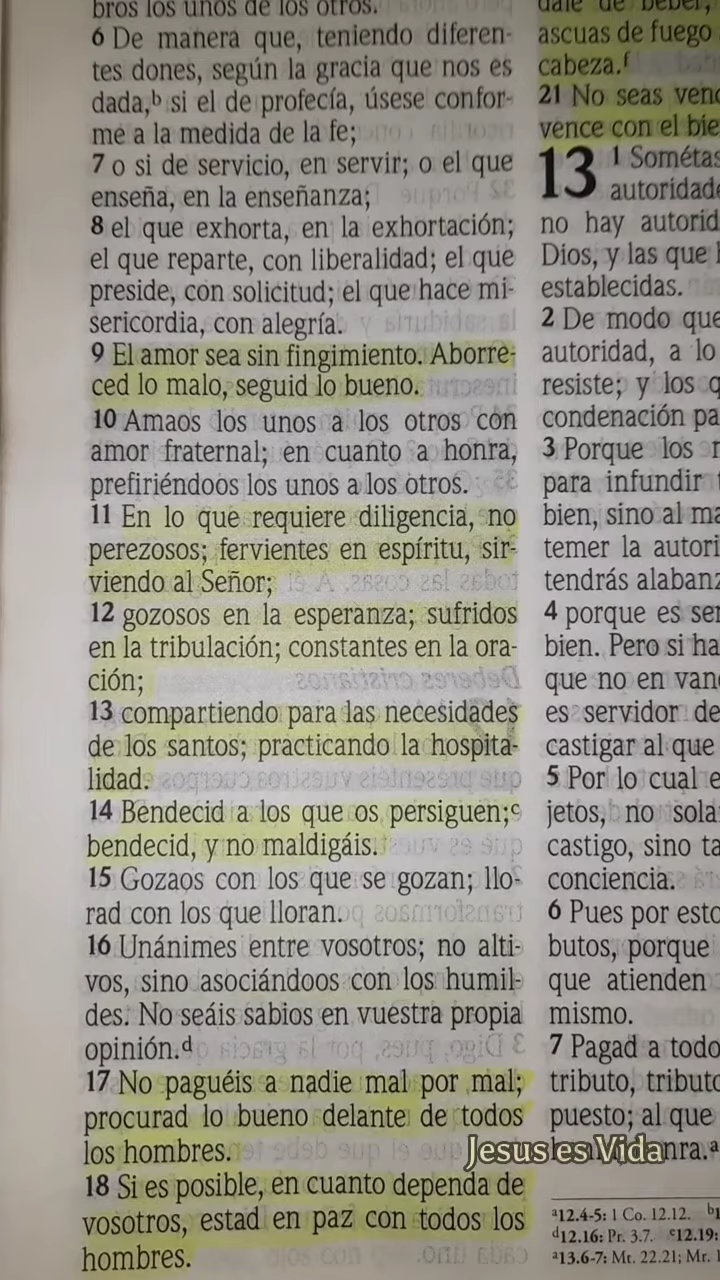 bros los unos de los otros.
6 De manera que, teniendo diferen-
tes dones, según la gracia que nos es
dada,ᵇ si el de profecía, úsese confor-
me a la medida de la fe;
7 o si de servicio, en servir; o el que
enseña, en la enseñanza;
8 el que exhorta, en la exhortación;
el que reparte, con liberalidad; el que
preside, con solicitud; el que hace mi-
sericordia, con alegría.
9 El amor sea sin fingimiento. Aborre-
ced lo malo, seguid lo bueno.
10 Amaos los unos a los otros con
amor fraternal; en cuanto a honra,
prefiriéndoos los unos a los otros.
11 En lo que requiere diligencia, no
perezosos; fervientes en espíritu, sir-
viendo al Señor;
12 gozosos en la esperanza; sufridos
en la tribulación; constantes en la ora-
ción;
13 compartiendo para las necesidades
de los santos; practicando la hospita-
lidad.
14 Bendecid a los que os persiguen;ᶜ
bendecid, y no maldigáis.
15 Gozaos con los que se gozan; llo-
rad con los que lloran.
16 Unánimes entre vosotros; no alti-
vos, sino asociándoos con los humil-
des. No seáis sabios en vuestra propia
opinión.ᵈ
17 No paguéis a nadie mal por mal;
procurad lo bueno delante de todos
los hombres.
18 Si es posible, en cuanto dependa de
vosotros, estad en paz con todos los
hombres.
dale de beber,
ascuas de fuego
cabeza.ᶠ
21 No seas venc
vence con el bie
13 1 Sométas
autoridade
no hay autorid
Dios, y las que
establecidas.
2 De modo que
autoridad, a lo
resiste; y los q
condenación pa
3 Porque los
para infundir
bien, sino al ma
temer la autori
tendrás alabanz
4 porque es ser
bien. Pero si ha
que no en van
es servidor de
castigar al que
5 Por lo cual e
jetos, no sola
castigo, sino ta
conciencia.
6 Pues por esto
butos, porque
que atienden
mismo.
7 Pagad a todo
tributo, tributo
puesto; al que
nra.ᵃ
Jesus es Vida
ᵃ12.4-5: 1 Co. 12.12.
ᵈ12.16: Pr. 3.7. ᵉ12.19:
ᵃ13.6-7: Mt. 22.21; Mr.